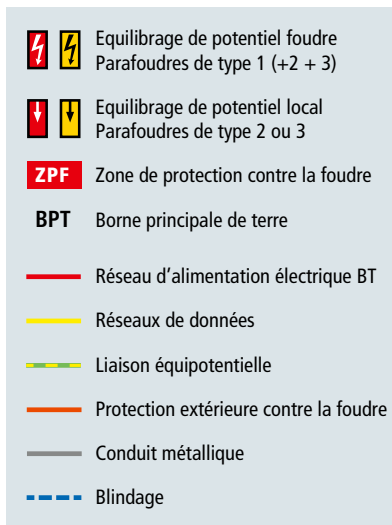 Equilibrage de potentiel foudre
Parafoudres de type 1 (+2 + 3)
Equilibrage de potentiel local
Parafoudres de type 2 ou 3
ZPF Zone de protection contre la foudre
BPT Borne principale de terre
Réseau d'alimentation électrique BT
Réseaux de données
Liaison équipotentielle
Protection extérieure contre la foudre
Conduit métallique
Blindage